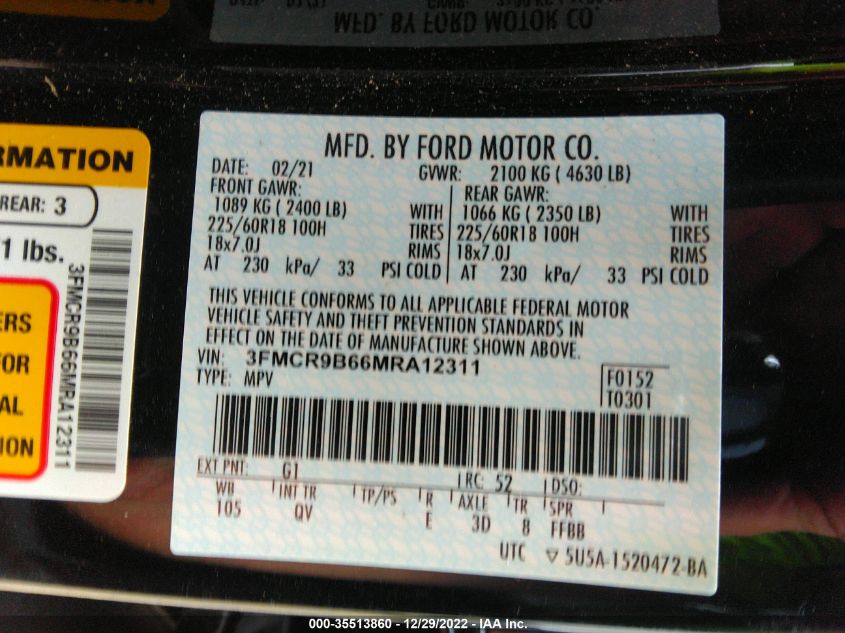 MFD. BY FORD MOTOR CO.
RMATION
REAR: 3
1 lbs.
3FMCR9B66MRA12311
ERS
FOR
AL
ION
MFD. BY FORD MOTOR CO.
DATE: 02/21 GVWR: 2100 KG ( 4630 LB)
FRONT GAWR: REAR GAWR:
1089 KG ( 2400 LB) WITH 1066 KG ( 2350 LB) WITH
225/60R18 100H TIRES 225/60R18 100H TIRES
18x7.0J RIMS 18x7.0J RIMS
AT 230 kPa/ 33 PSI COLD AT 230 kPa/ 33 PSI COLD
THIS VEHICLE CONFORMS TO ALL APPLICABLE FEDERAL MOTOR
VEHICLE SAFETY AND THEFT PREVENTION STANDARDS IN
EFFECT ON THE DATE OF MANUFACTURE SHOWN ABOVE.
VIN: 3FMCR9B66MRA12311
TYPE: MPV
F0152
T0301
EXT PNT: G1 RC: 52 DSO:
WB INT TR TP/PS R AXLE TR SPR
105 QV E 3D 8 FFBB
UTC ▽ 5U5A-1520472-BA
000-35513860 - 12/29/2022 - IAA Inc.